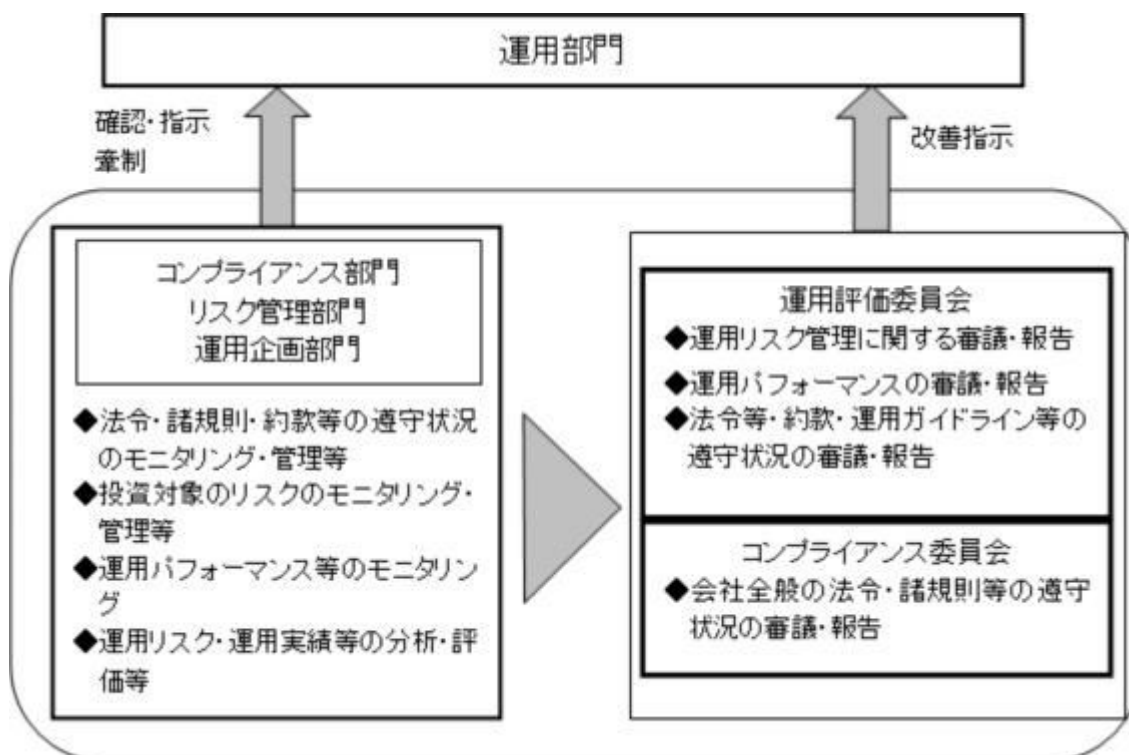 運用部門
確認・指示
牽制
改善指示
コンプライアンス部門
リスク管理部門
運用企画部門
◆法令・諸規則・約款等の遵守状況
のモニタリング・管理等
◆投資対象のリスクのモニタリング・
管理等
◆運用パフォーマンス等のモニタリン
グ
◆運用リスク・運用実績等の分析・評
価等
運用評価委員会
◆運用リスク管理に関する審議・報告
◆運用パフォーマンスの審議・報告
◆法令等・約款・運用ガイドライン等の
遵守状況の審議・報告
コンプライアンス委員会
◆会社全般の法令・諸規則等の遵守
状況の審議・報告